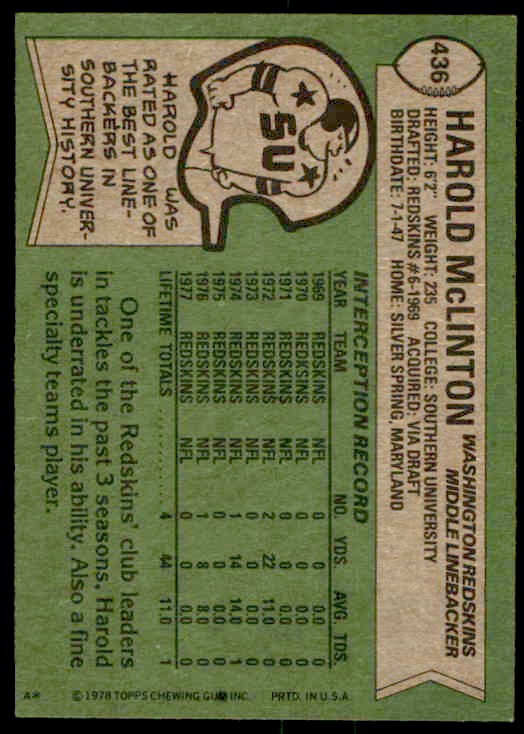 436
HAROLD McLINTON
WASHINGTON REDSKINS
MIDDLE LINEBACKER
HEIGHT: 6'2" WEIGHT: 235 COLLEGE: SOUTHERN UNIVERSITY
DRAFTED: REDSKINS #6-1969 ACQUIRED: VIA DRAFT
BIRTHDATE: 7-1-47 HOME: SILVER SPRING, MARYLAND
SU
HAROLD WAS
RATED AS ONE OF
THE BEST LINE-
BACKERS IN
SOUTHERN UNIVER-
SITY HISTORY.
INTERCEPTION RECORD
YEAR TEAM NO. YDS. AVG. TDS.
1969 REDSKINS NFL 0 0 0.0 0
1970 REDSKINS NFL 0 0 0.0 0
1971 REDSKINS NFL 0 0 0.0 0
1972 REDSKINS NFL 2 22 11.0 0
1973 REDSKINS NFL 0 0 0.0 0
1974 REDSKINS NFL 1 14 14.0 1
1975 REDSKINS NFL 0 0 0.0 0
1976 REDSKINS NFL 1 8 8.0 0
1977 REDSKINS NFL 0 0 0.0 0
LIFETIME TOTALS . . . . . . . . . 4 44 11.0 1
One of the Redskins' club leaders
in tackles the past 3 seasons, Harold
is underrated in his ability. Also a fine
specialty teams player.
A* © 1978 TOPPS CHEWING GUM INC. PRTD. IN U.S.A.